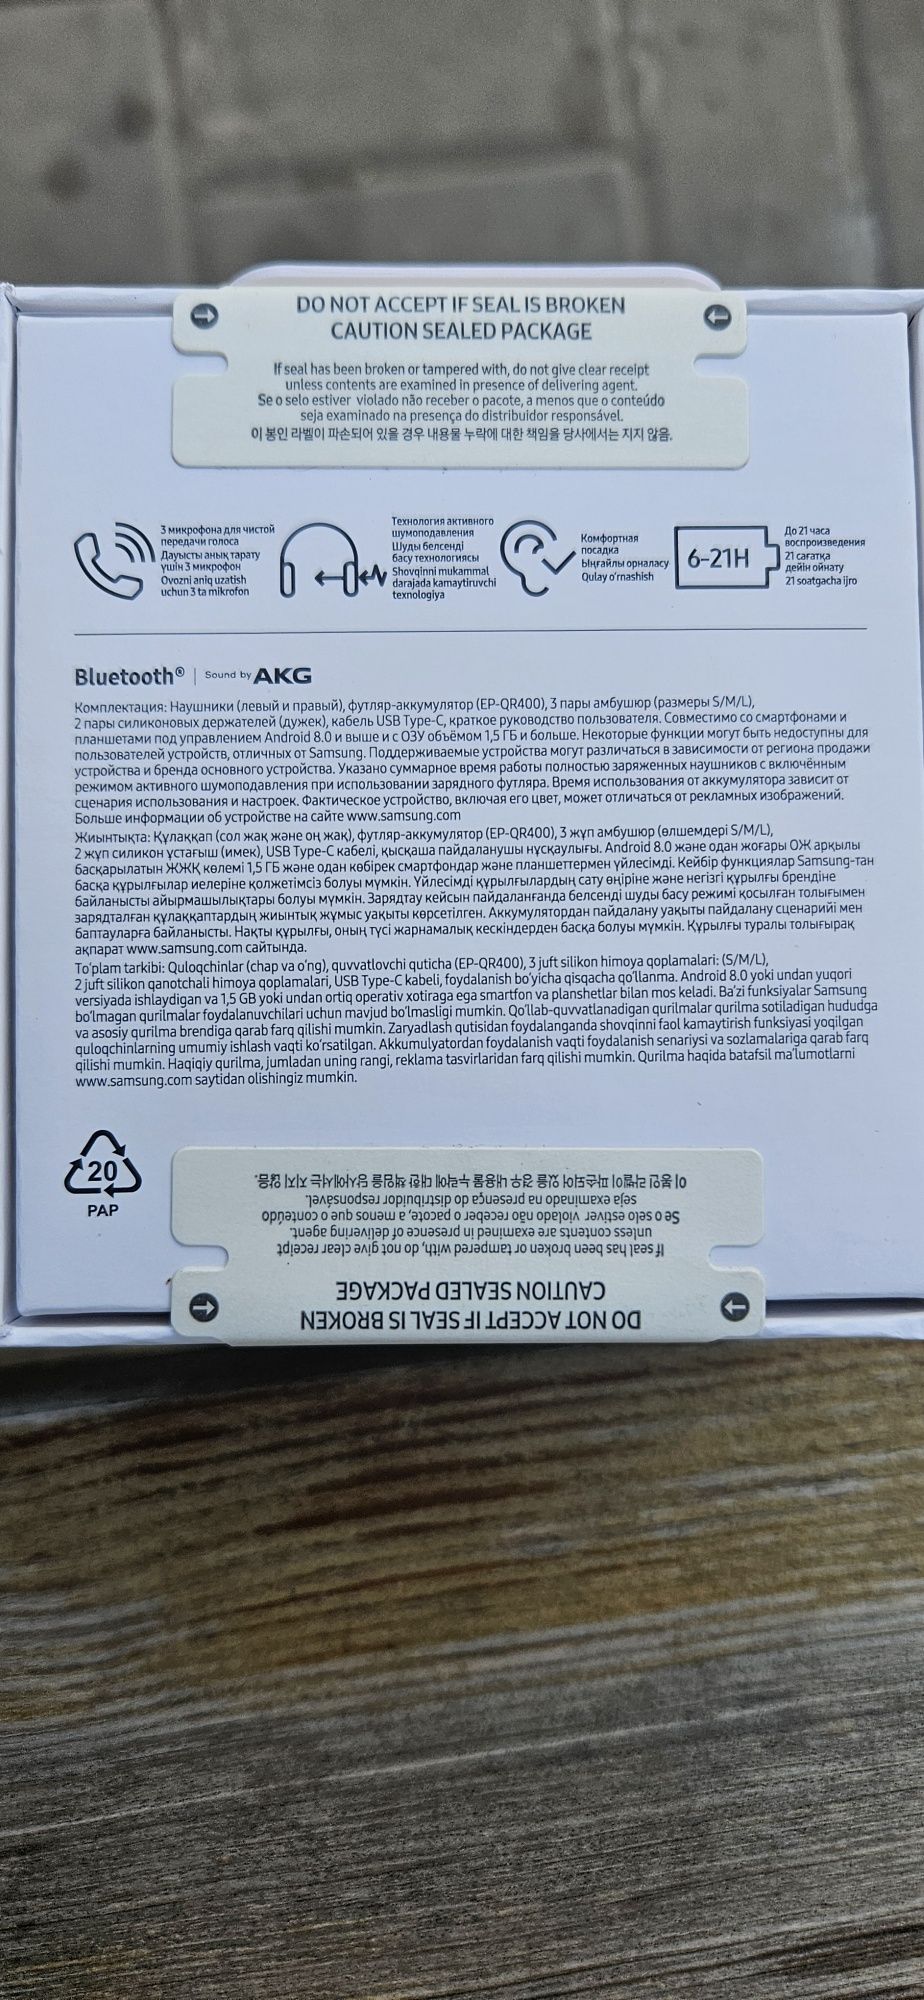 DO NOT ACCEPT IF SEAL IS BROKEN
CAUTION SEALED PACKAGE
If seal has been broken or tampered with, do not give clear receipt
unless contents are examined in presence of delivering agent.
Se o selo estiver violado não receber o pacote, a menos que o conteúdo
seja examinado na presença do distribuidor responsável.
이 봉인 라벨이 파손되어 있을 경우 내용물 누락에 대한 책임을 당사에서는 지지 않음.
3 микрофона для чистой
передачи голоса
Дауысты анық тарату
үшін 3 микрофон
Ovozni aniq uzatish
uchun 3 ta mikrofon
Технология активного
шумоподавления
Шуды белсенді
басу технологиясы
Shovqinni mukammal
darajada kamaytiruvchi
texnologiya
Комфортная
посадка
Ыңғайлы орналасу
Qulay o'rnashish
6-21H
До 21 часа
воспроизведения
21 сағатқа
дейін ойнату
21 soatgacha ijro
Bluetooth® | Sound by AKG
Комплектация: Наушники (левый и правый), футляр-аккумулятор (EP-QR400), 3 пары амбушюр (размеры S/M/L),
2 пары силиконовых держателей (дужек), кабель USB Type-C, краткое руководство пользователя. Совместимо со смартфонами и
планшетами под управлением Android 8.0 и выше и с ОЗУ объёмом 1,5 ГБ и больше. Некоторые функции могут быть недоступны для
пользователей устройств, отличных от Samsung. Поддерживаемые устройства могут различаться в зависимости от региона продажи
устройства и бренда основного устройства. Указано суммарное время работы полностью заряженных наушников с включённым
режимом активного шумоподавления при использовании зарядного футляра. Время использования от аккумулятора зависит от
сценария использования и настроек. Фактическое устройство, включая его цвет, может отличаться от рекламных изображений.
Больше информации об устройстве на сайте www.samsung.com
Жиынтықта: Құлаққап (сол жақ және оң жақ), футляр-аккумулятор (EP-QR400), 3 жұп амбушюр (өлшемдері S/M/L),
2 жұп силикон ұстағыш (имек), USB Type-C кабелі, қысқаша пайдаланушы нұсқаулығы. Android 8.0 және одан жоғары ОЖ арқылы
басқарылатын ЖЖҚ көлемі 1,5 ГБ және одан көбірек смартфондар және планшеттермен үйлесімді. Кейбір функциялар Samsung-тан
басқа құрылғылар иелеріне қолжетімсіз болуы мүмкін. Үйлесімді құрылғылардың сату өңіріне және негізгі құрылғы брендіне
байланысты айырмашылықтары болуы мүмкін. Зарядтау кейсын пайдаланғанда белсенді шуды басу режимі қосылған толығымен
зарядталған құлаққаптардың жиынтық жұмыс уақыты көрсетілген. Аккумулятордан пайдалану уақыты пайдалану сценарийі мен
баптауларға байланысты. Нақты құрылғы, оның түсі жарнамалық кескіндерден басқа болуы мүмкін. Құрылғы туралы толығырақ
ақпарат www.samsung.com сайтында.
To'plam tarkibi: Quloqchinlar (chap va o'ng), quvvatlovchi quticha (EP-QR400), 3 juft silikon himoya qoplamalari: (S/M/L),
2 juft silikon qanotchali himoya qoplamalari, USB Type-C kabeli, foydalanish bo'yicha qisqacha qo'llanma. Android 8.0 yoki undan yuqori
versiyada ishlaydigan va 1,5 GB yoki undan ortiq operativ xotiraga ega smartfon va planshetlar bilan mos keladi. Ba'zi funksiyalar Samsung
bo'lmagan qurilmalar foydalanuvchilari uchun mavjud bo'lmasligi mumkin. Qo'llab-quvvatlanadigan qurilmalar qurilma sotiladigan hududga
va asosiy qurilma brendiga qarab farq qilishi mumkin. Zaryadlash qutisidan foydalanganda shovqinni faol kamaytirish funksiyasi yoqilgan
quloqchinlarning umumiy ishlash vaqti ko'rsatilgan. Akkumulyatordan foydalanish vaqti foydalanish senariysi va sozlamalariga qarab farq
qilishi mumkin. Haqiqiy qurilma, jumladan uning rangi, reklama tasvirlaridan farq qilishi mumkin. Qurilma haqida batafsil ma'lumotlarni
www.samsung.com saytidan olishingiz mumkin.
20
PAP
DO NOT ACCEPT IF SEAL IS BROKEN
CAUTION SEALED PACKAGE
If seal has been broken or tampered with, do not give clear receipt
unless contents are examined in presence of delivering agent.
Se o selo estiver violado não receber o pacote, a menos que o conteúdo
seja examinado na presença do distribuidor responsável.
이 봉인 라벨이 파손되어 있을 경우 내용물 누락에 대한 책임을 당사에서는 지지 않음.